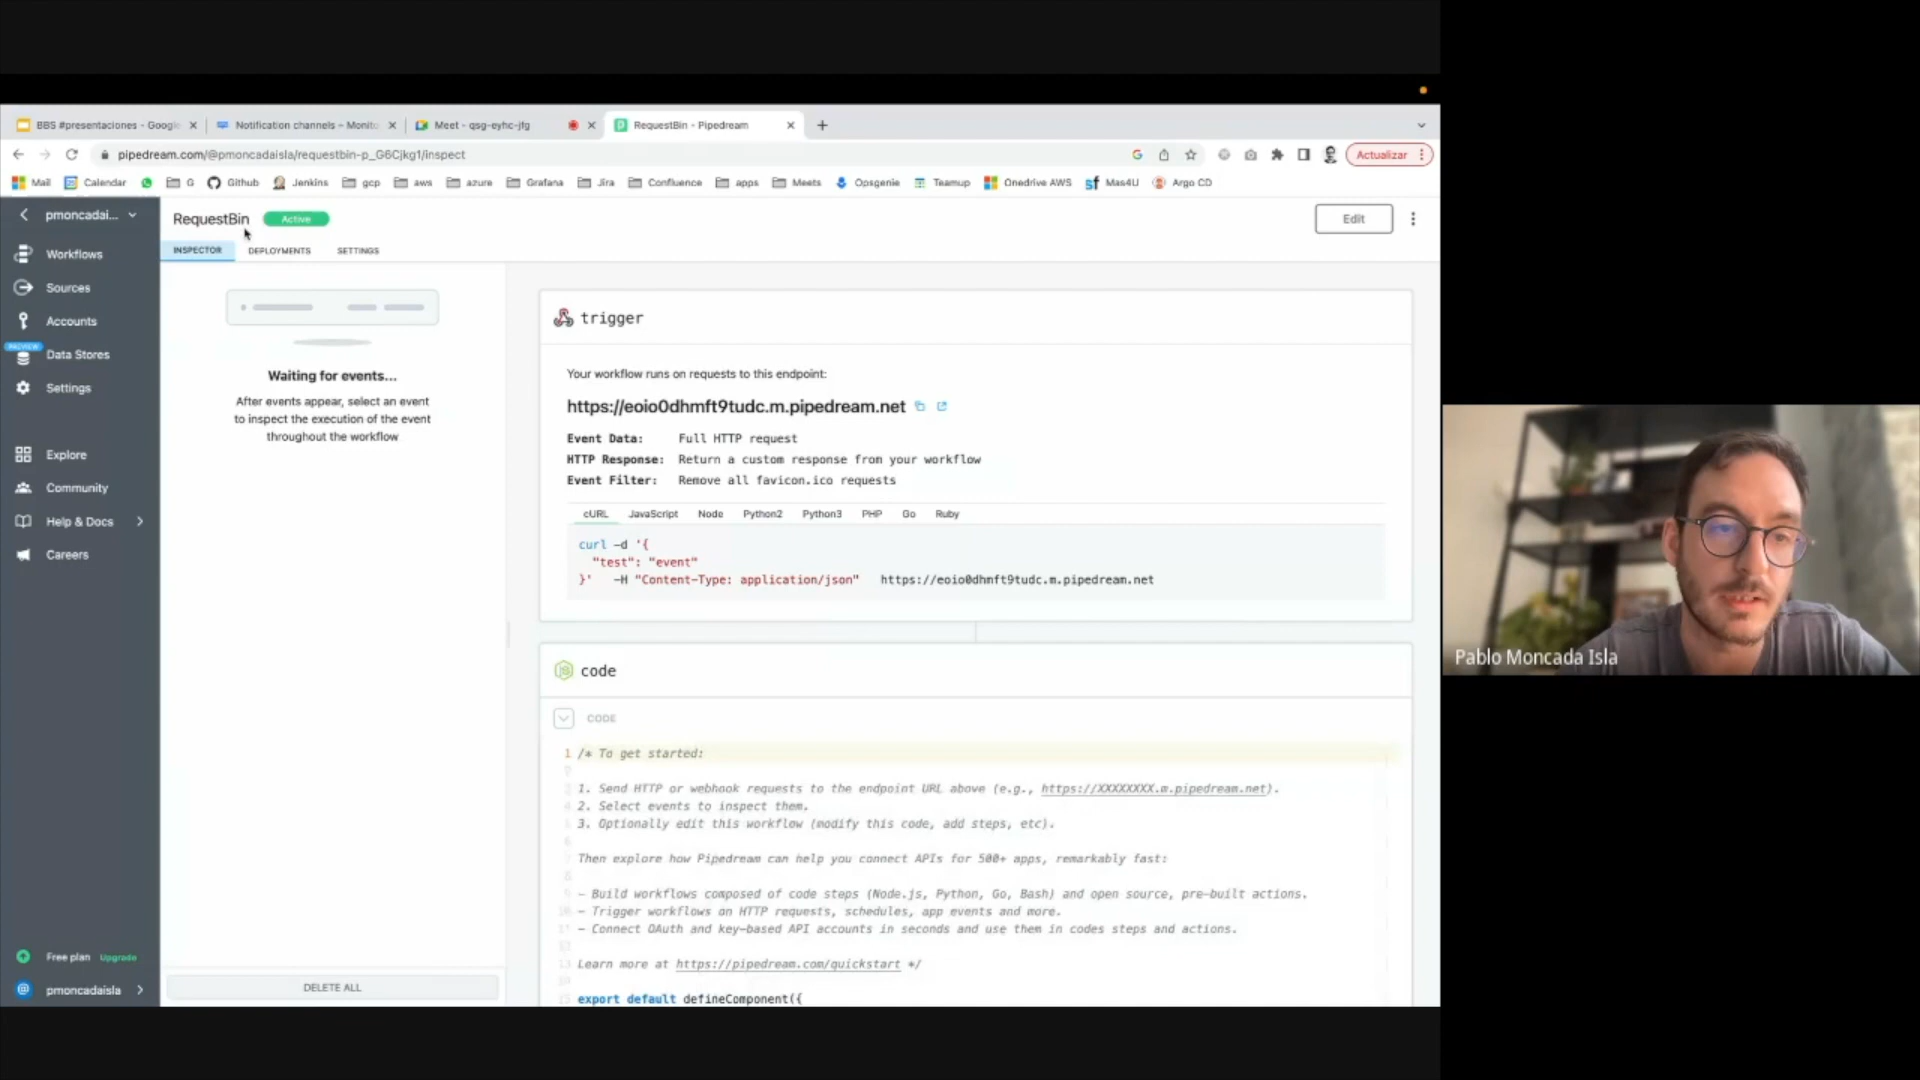 BBS #presentaciones - Google
Notification channels – Monito
Meet - qsg-eyhc-jfg
RequestBin - Pipedream
pipedream.com/@pmoncadaisla/requestbin-p_G6Cjkg1/inspect
Actualizar
Mail
Calendar
G
Github
Jenkins
gcp
aws
azure
Grafana
Jira
Confluence
apps
Meets
Opsgenie
Teamup
Onedrive AWS
Mas4U
Argo CD
pmoncadai...
RequestBin
Active
Edit
INSPECTOR
DEPLOYMENTS
SETTINGS
Workflows
Sources
Accounts
PREVIEW
Data Stores
Settings
Explore
Community
Help & Docs
Careers
Free plan Upgrade
pmoncadaisla
Waiting for events...
After events appear, select an event
to inspect the execution of the event
throughout the workflow
DELETE ALL
trigger
Your workflow runs on requests to this endpoint:
https://eoio0dhmft9tudc.m.pipedream.net
Event Data: Full HTTP request
HTTP Response: Return a custom response from your workflow
Event Filter: Remove all favicon.ico requests
cURL JavaScript Node Python2 Python3 PHP Go Ruby
curl -d '{
"test": "event"
}' -H "Content-Type: application/json" https://eoio0dhmft9tudc.m.pipedream.net
code
CODE
1 /* To get started:
1. Send HTTP or webhook requests to the endpoint URL above (e.g., https://XXXXXXXX.m.pipedream.net).
2. Select events to inspect them.
3. Optionally edit this workflow (modify this code, add steps, etc).
Then explore how Pipedream can help you connect APIs for 500+ apps, remarkably fast:
- Build workflows composed of code steps (Node.js, Python, Go, Bash) and open source, pre-built actions.
- Trigger workflows on HTTP requests, schedules, app events and more.
- Connect OAuth and key-based API accounts in seconds and use them in codes steps and actions.
Learn more at https://pipedream.com/quickstart */
export default defineComponent({
Pablo Moncada Isla